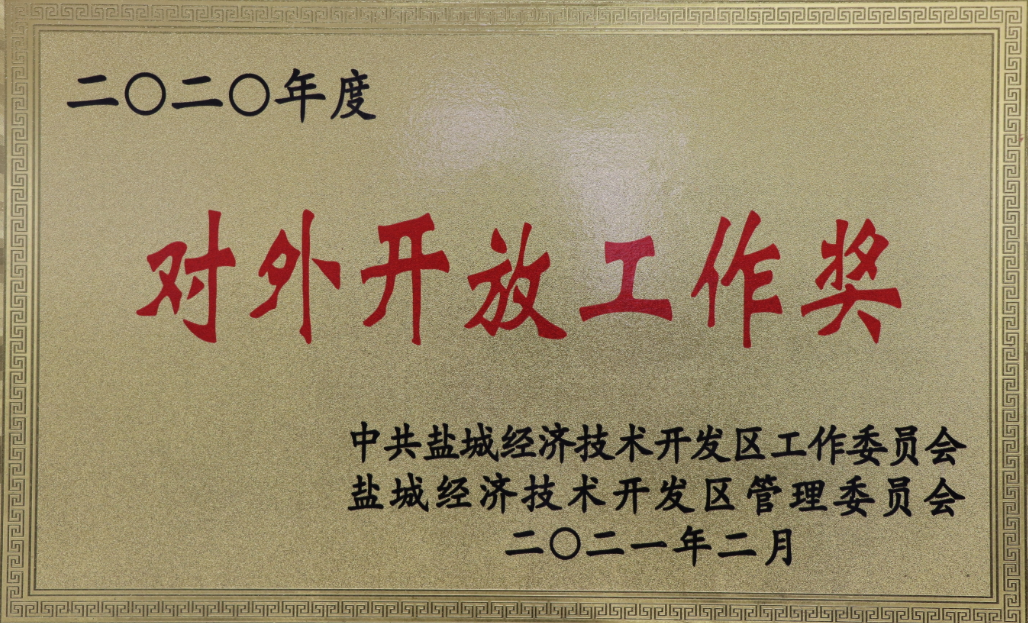 二〇二〇年度
对外开放工作奖
中共盐城经济技术开发区工作委员会
盐城经济技术开发区管理委员会
二〇二一年二月